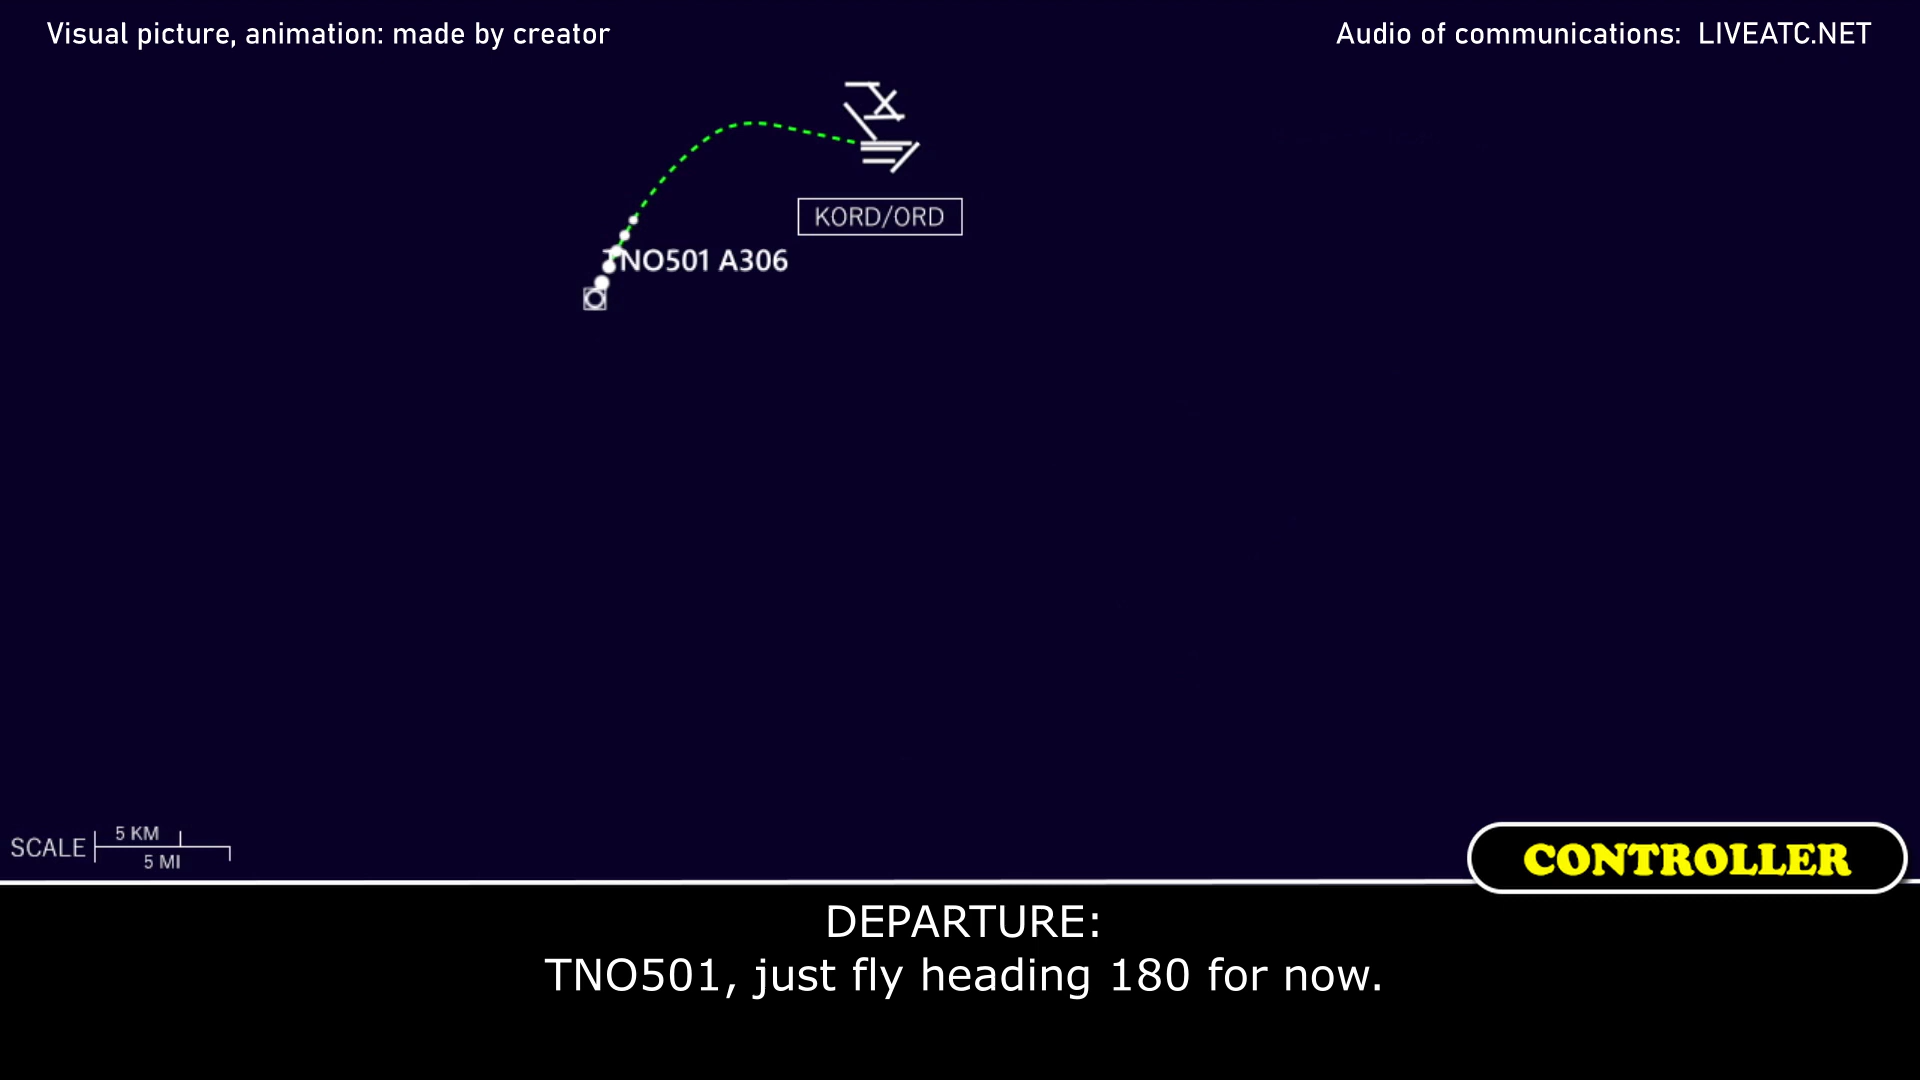 Visual picture, animation: made by creator
Audio of communications: LIVEATC.NET
KORD/ORD
TNO501 A306
SCALE
5 KM
5 MI
CONTROLLER
DEPARTURE:
TNO501, just fly heading 180 for now.